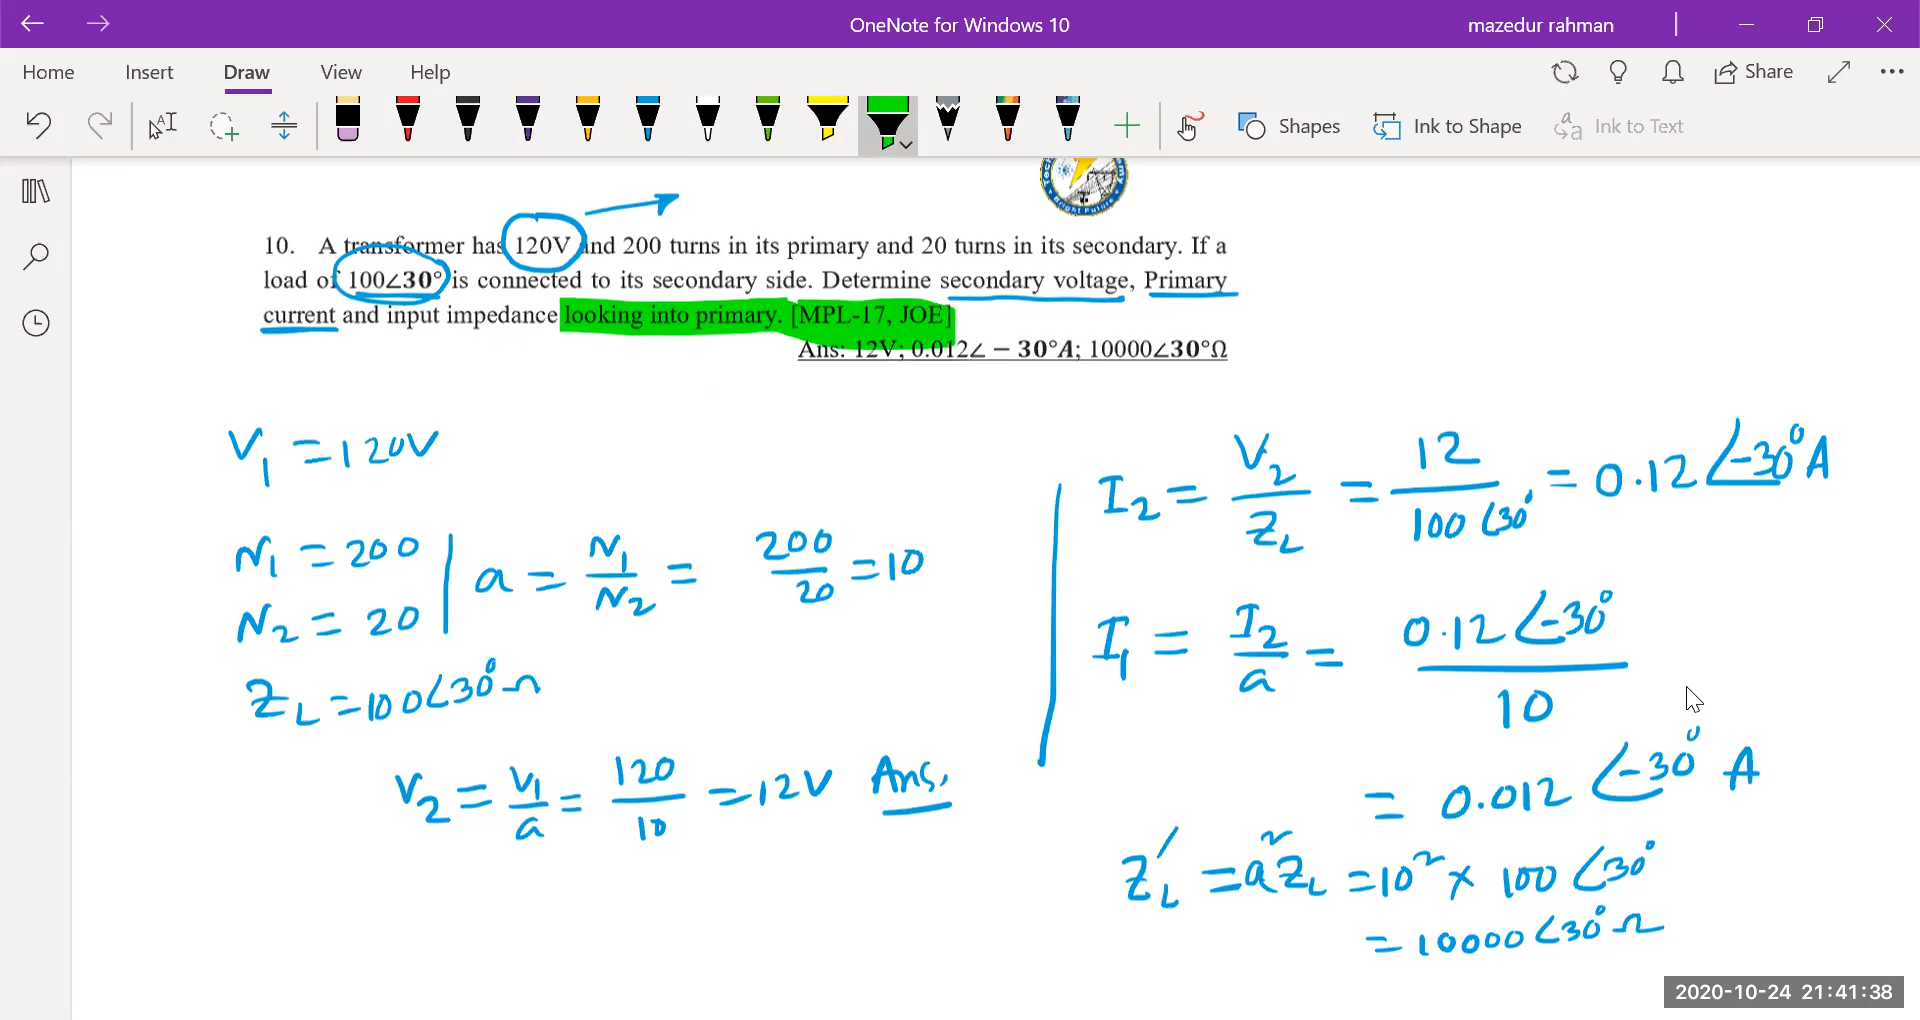 OneNote for Windows 10
mazedur rahman
Home Insert Draw View Help
Share
Shapes Ink to Shape Ink to Text
Bright Future
10. A transformer has 120V and 200 turns in its primary and 20 turns in its secondary. If a
load of 100∠30° is connected to its secondary side. Determine secondary voltage, Primary
current and input impedance looking into primary. [MPL-17, JOE]
Ans: 12V; 0.012∠ − 30°A; 10000∠30°Ω
V₁ = 120V
N₁ = 200
N₂ = 20
a = N₁/N₂ = 200/20 = 10
Z_L = 100∠30° Ω
V₂ = V₁/a = 120/10 = 12V Ans.
I₂ = V₂/Z_L = 12/100∠30° = 0.12 ∠-30° A
I₁ = I₂/a = 0.12∠-30°/10
= 0.012 ∠-30° A
Z_L' = a²Z_L = 10² × 100∠30°
= 10000∠30° Ω
2020-10-24 21:41:38